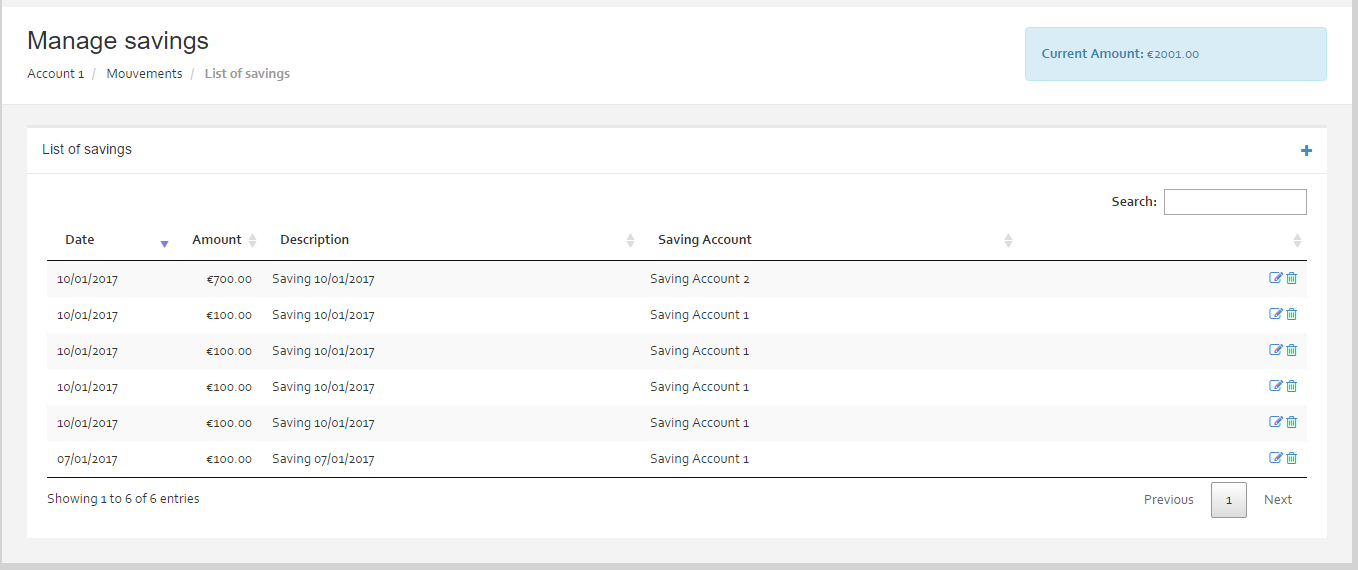 Manage savings
Account 1 / Mouvements / List of savings
Current Amount: €2001.00
List of savings
Search:
Date Amount Description Saving Account
10/01/2017 €700.00 Saving 10/01/2017 Saving Account 2
10/01/2017 €100.00 Saving 10/01/2017 Saving Account 1
10/01/2017 €100.00 Saving 10/01/2017 Saving Account 1
10/01/2017 €100.00 Saving 10/01/2017 Saving Account 1
10/01/2017 €100.00 Saving 10/01/2017 Saving Account 1
07/01/2017 €100.00 Saving 07/01/2017 Saving Account 1
Showing 1 to 6 of 6 entries
Previous 1 Next